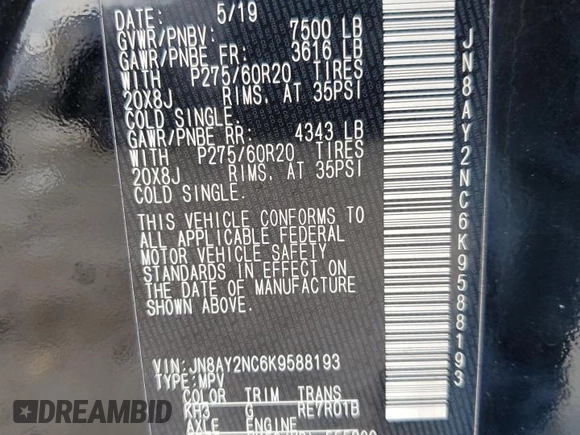 DATE: 5/19
GVWR/PNBV: 7500 LB
GAWR/PNBE FR: 3616 LB
WITH P275/60R20 TIRES
20X8J RIMS, AT 35PSI
COLD SINGLE.
GAWR/PNBE RR: 4343 LB
WITH P275/60R20 TIRES
20X8J RIMS, AT 35PSI
COLD SINGLE.
THIS VEHICLE CONFORMS TO
ALL APPLICABLE FEDERAL
MOTOR VEHICLE SAFETY
STANDARDS IN EFFECT ON
THE DATE OF MANUFACTURE
SHOWN ABOVE.
VIN: JN8AY2NC6K9588193
TYPE: MPV
COLOR TRIM TRANS
KH3 G RE7R01B
AXLE ENGINE
JN8AY2NC6K9588193
DREAMBID
DREAMBID.COM